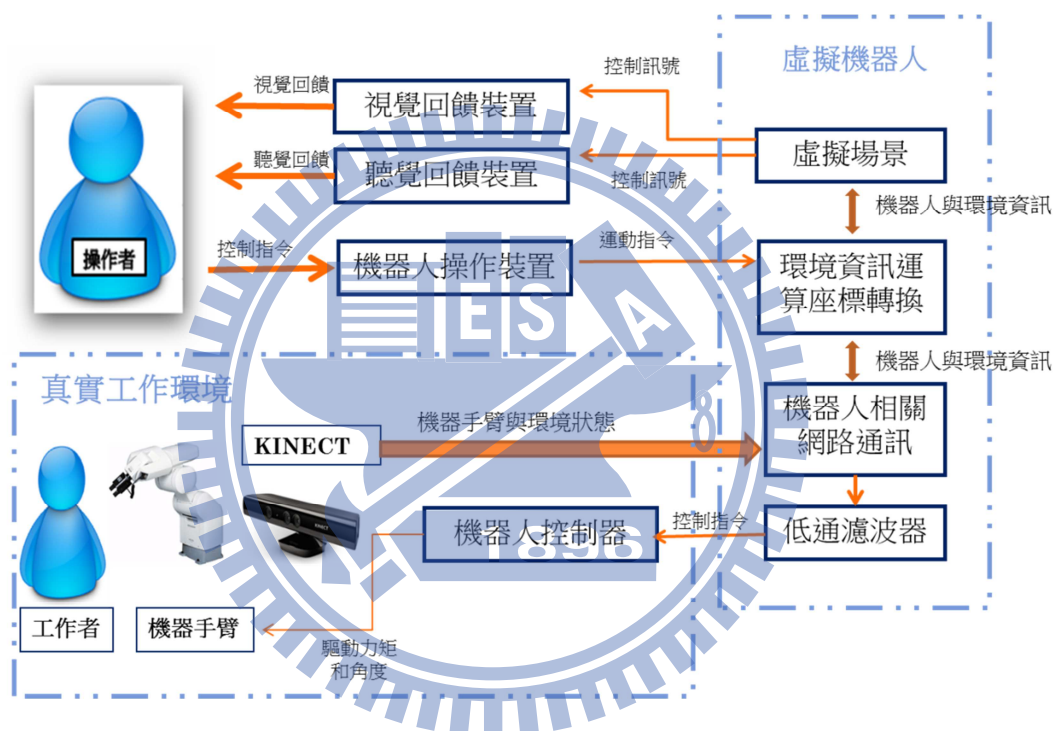 虛擬機器人
控制訊號
視覺回饋
視覺回饋裝置
虛擬場景
聽覺回饋
聽覺回饋裝置
控制訊號
機器人與環境資訊
操作者
控制指令
機器人操作裝置
運動指令
環境資訊運
算座標轉換
ESA
機器人與環境資訊
真實工作環境
機器手臂與環境狀態
KINECT
機器人相關
網路通訊
8
KINECT
機器人控制器
控制指令
低通濾波器
1896
工作者
機器手臂
驅動力矩
和角度